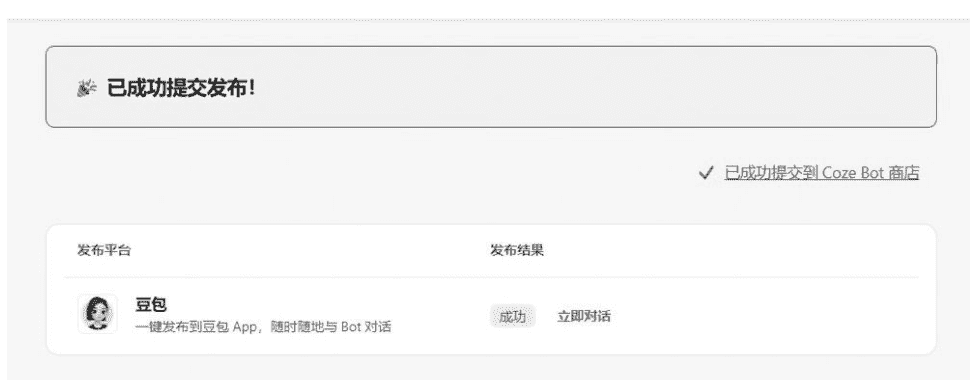 已成功提交发布!
已成功提交到 Coze Bot 商店
发布平台
发布结果
豆包
一键发布到豆包 App，随时随地与 Bot 对话
成功
立即对话